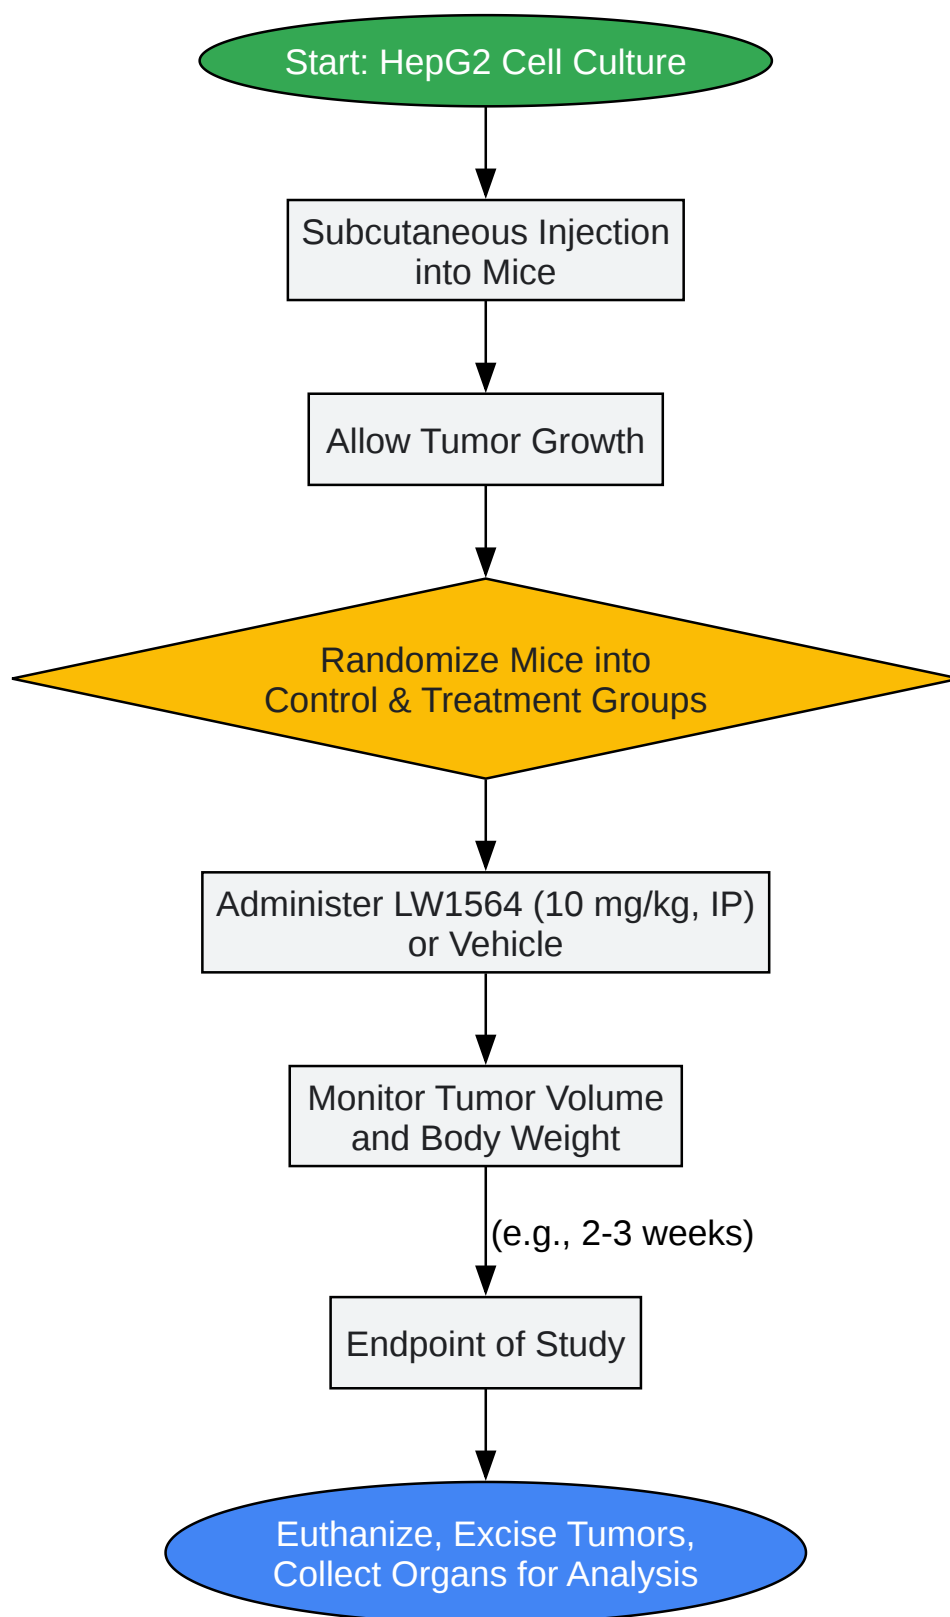 Start: HepG2 Cell Culture
Subcutaneous Injection
into Mice
Allow Tumor Growth
Randomize Mice into
Control & Treatment Groups
Administer LW1564 (10 mg/kg, IP)
or Vehicle
Monitor Tumor Volume
and Body Weight
(e.g., 2-3 weeks)
Endpoint of Study
Euthanize, Excise Tumors,
Collect Organs for Analysis